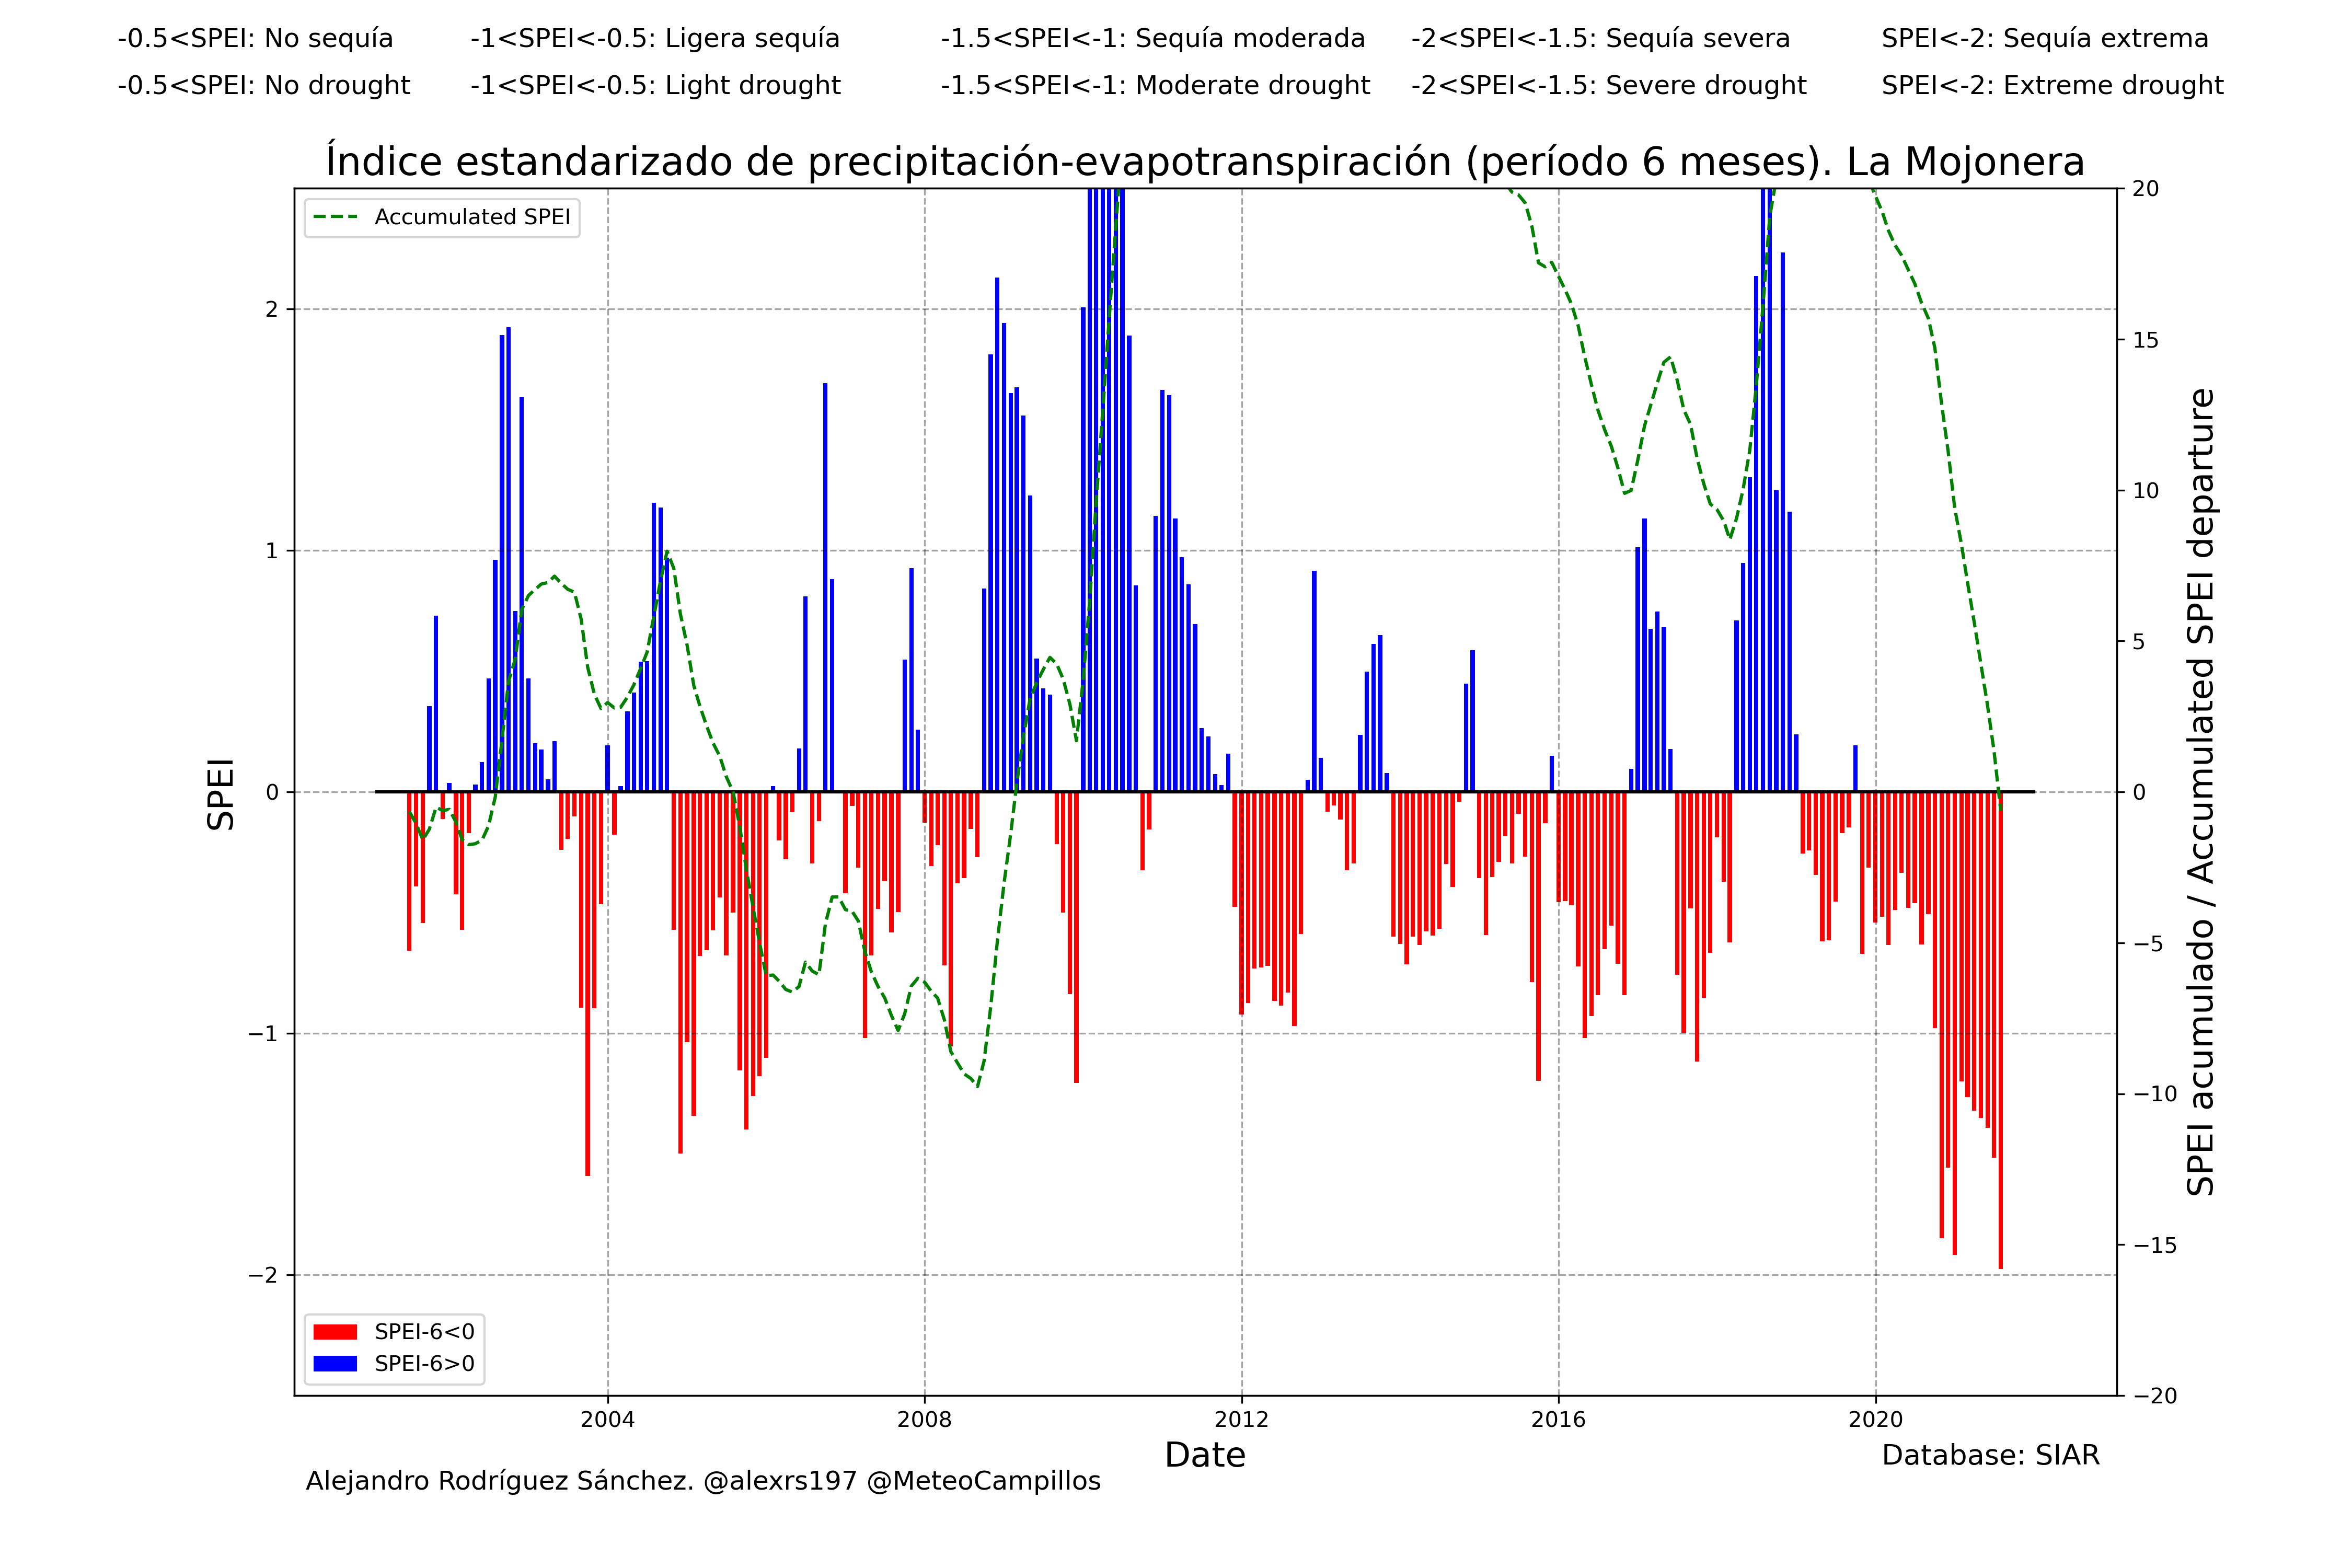 -0.5<SPEI: No sequía
-1<SPEI<-0.5: Ligera sequía
-1.5<SPEI<-1: Sequía moderada
-2<SPEI<-1.5: Sequía severa
SPEI<-2: Sequía extrema
-0.5<SPEI: No drought
-1<SPEI<-0.5: Light drought
-1.5<SPEI<-1: Moderate drought
-2<SPEI<-1.5: Severe drought
SPEI<-2: Extreme drought
Índice estandarizado de precipitación-evapotranspiración (período 6 meses). La Mojonera
Accumulated SPEI
2
1
0
−1
−2
SPEI
20
15
10
5
0
−5
−10
−15
−20
SPEI acumulado / Accumulated SPEI departure
SPEI-6<0
SPEI-6>0
2004
2008
2012
2016
2020
Date
Database: SIAR
Alejandro Rodríguez Sánchez. @alexrs197 @MeteoCampillos